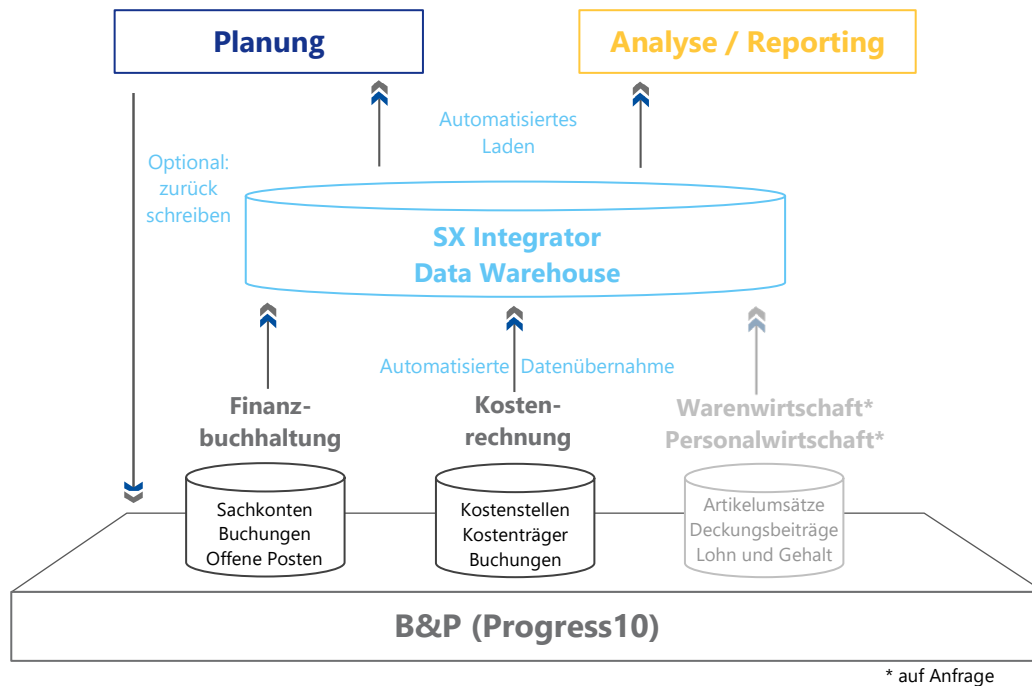 Planung
Analyse / Reporting
Automatisiertes
Laden
Optional:
zurück
schreiben
SX Integrator
Data Warehouse
Automatisierte Datenübernahme
Finanz-
buchhaltung
Kosten-
rechnung
Warenwirtschaft*
Personalwirtschaft*
Sachkonten
Buchungen
Offene Posten
Kostenstellen
Kostenträger
Buchungen
Artikelumsätze
Deckungsbeiträge
Lohn und Gehalt
B&P (Progress10)
* auf Anfrage